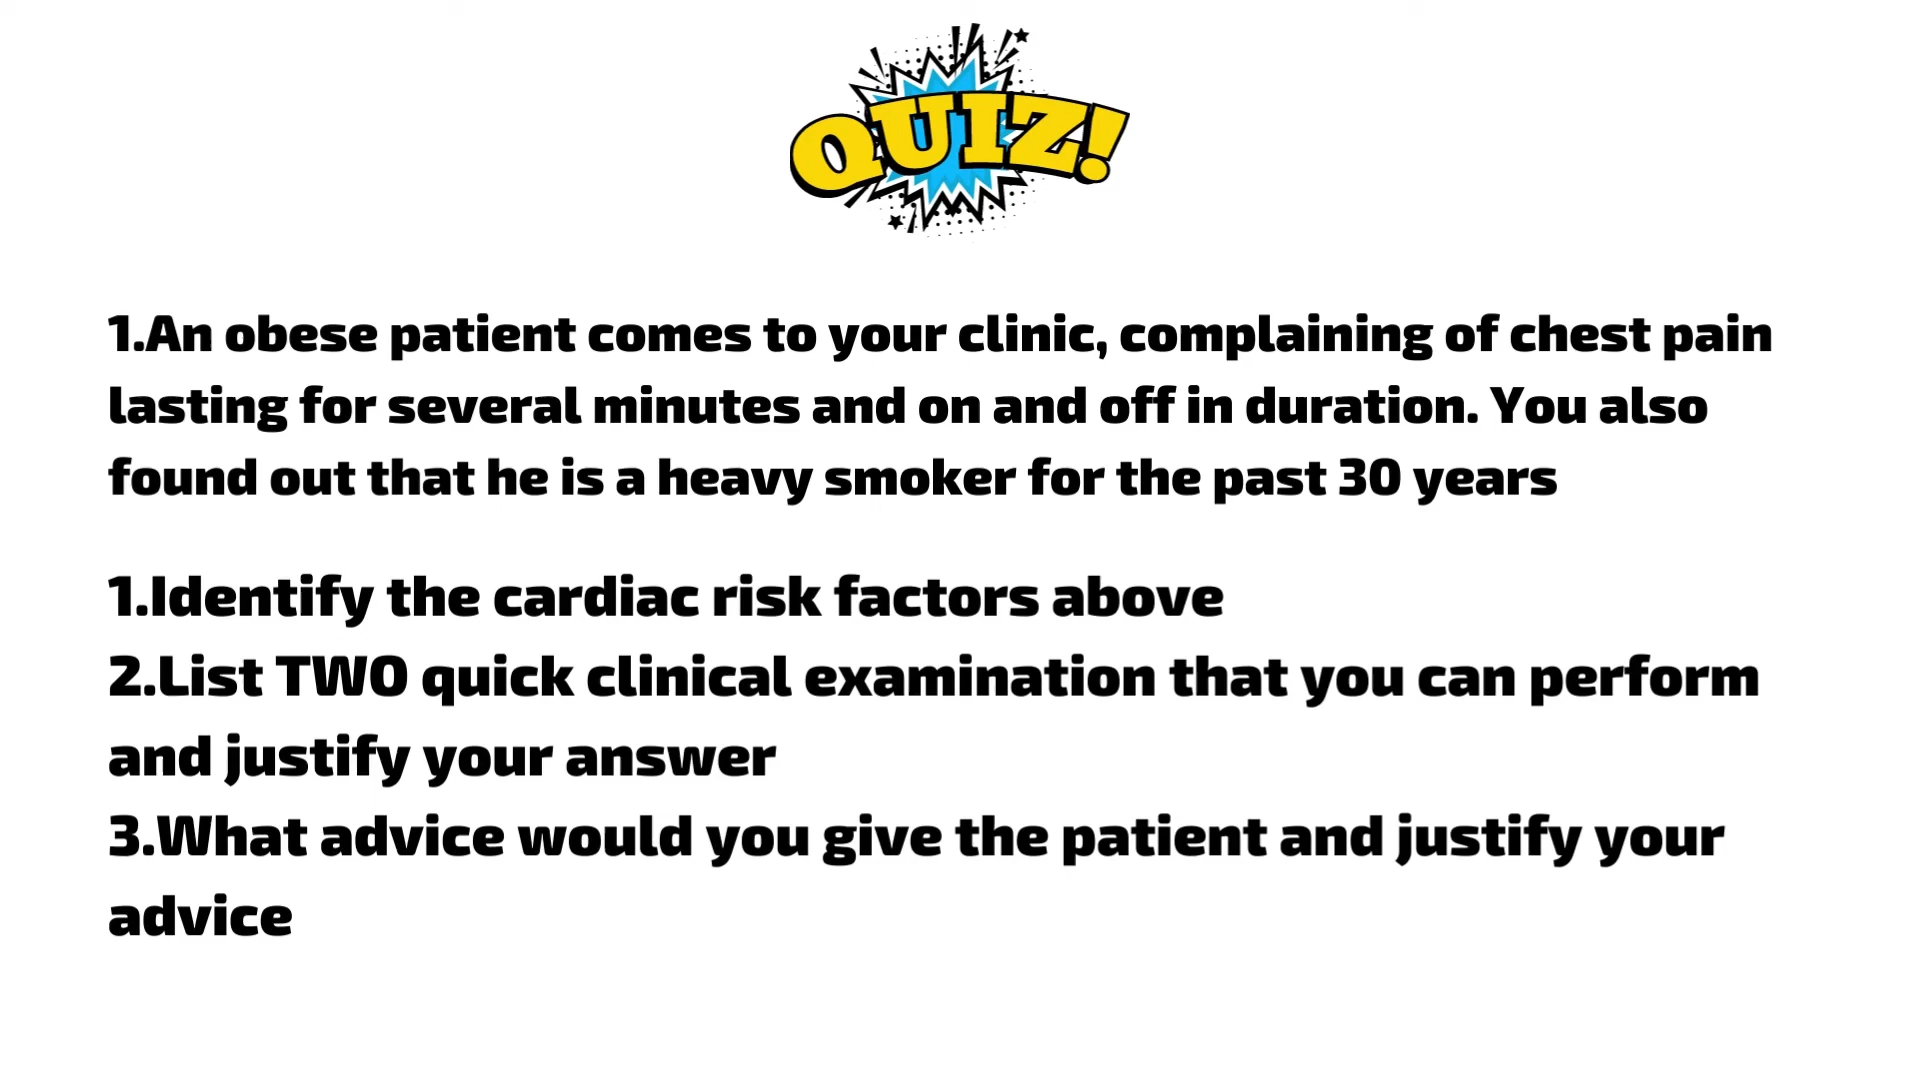 QUIZ!
1.An obese patient comes to your clinic, complaining of chest pain
lasting for several minutes and on and off in duration. You also
found out that he is a heavy smoker for the past 30 years
1.Identify the cardiac risk factors above
2.List TWO quick clinical examination that you can perform
and justify your answer
3.What advice would you give the patient and justify your
advice